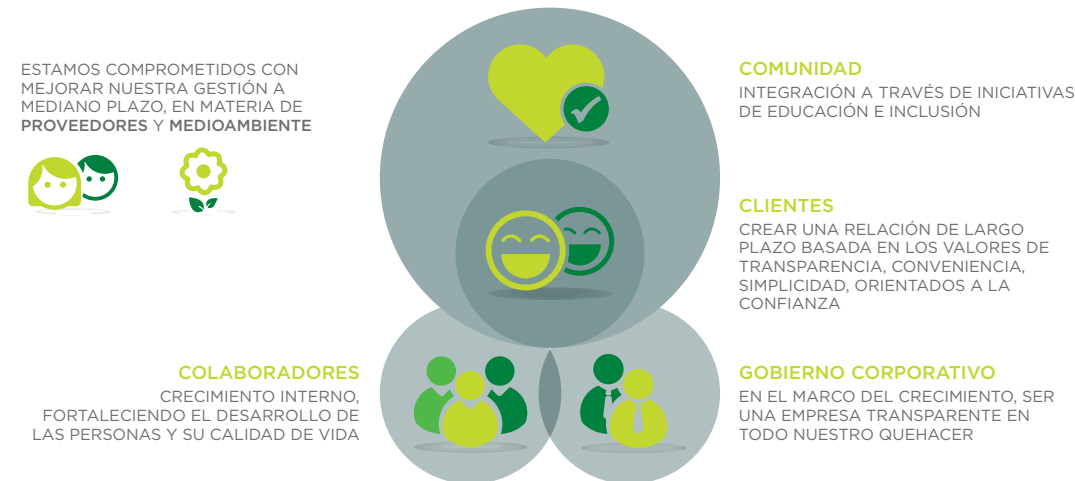 ESTAMOS COMPROMETIDOS CON
MEJORAR NUESTRA GESTIÓN A
MEDIANO PLAZO, EN MATERIA DE
PROVEEDORES Y MEDIOAMBIENTE
COMUNIDAD
INTEGRACIÓN A TRAVÉS DE INICIATIVAS
DE EDUCACIÓN E INCLUSIÓN
CLIENTES
CREAR UNA RELACIÓN DE LARGO
PLAZO BASADA EN LOS VALORES DE
TRANSPARENCIA, CONVENIENCIA,
SIMPLICIDAD, ORIENTADOS A LA
CONFIANZA
COLABORADORES
CRECIMIENTO INTERNO,
FORTALECIENDO EL DESARROLLO DE
LAS PERSONAS Y SU CALIDAD DE VIDA
GOBIERNO CORPORATIVO
EN EL MARCO DEL CRECIMIENTO, SER
UNA EMPRESA TRANSPARENTE EN
TODO NUESTRO QUEHACER